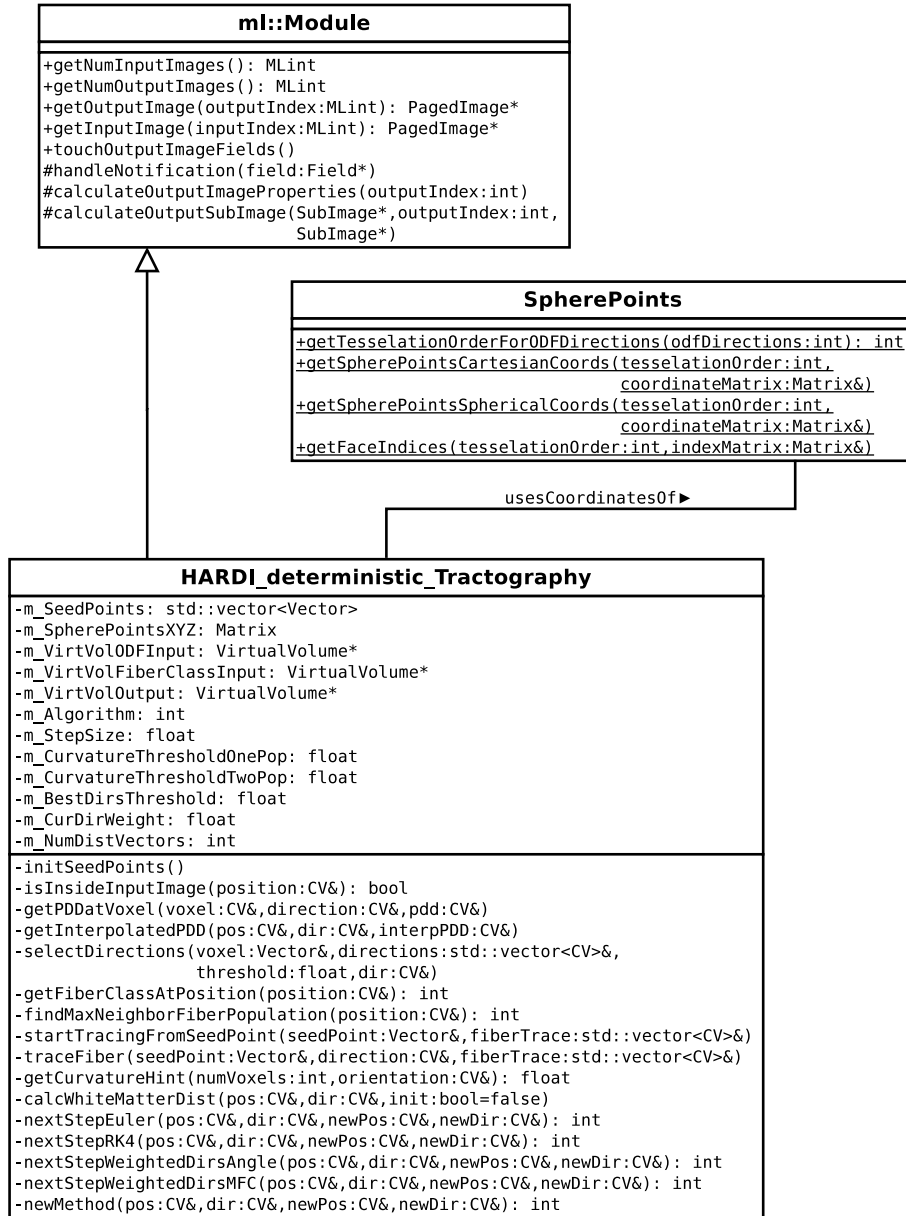 ml::Module
+getNumInputImages(): MLint
+getNumOutputImages(): MLint
+getOutputImage(outputIndex:MLint): PagedImage*
+getInputImage(inputIndex:MLint): PagedImage*
+touchOutputImageFields()
#handleNotification(field:Field*)
#calculateOutputImageProperties(outputIndex:int)
#calculateOutputSubImage(SubImage*,outputIndex:int,
SubImage*)
SpherePoints
+getTesselationOrderForODFDirections(odfDirections:int): int
+getSpherePointsCartesianCoords(tesselationOrder:int,
coordinateMatrix:Matrix&)
+getSpherePointsSphericalCoords(tesselationOrder:int,
coordinateMatrix:Matrix&)
+getFaceIndices(tesselationOrder:int,indexMatrix:Matrix&)
usesCoordinatesOf►
HARDI_deterministic_Tractography
-m_SeedPoints: std::vector<Vector>
-m_SpherePointsXYZ: Matrix
-m_VirtVolODFInput: VirtualVolume*
-m_VirtVolFiberClassInput: VirtualVolume*
-m_VirtVolOutput: VirtualVolume*
-m_Algorithm: int
-m_StepSize: float
-m_CurvatureThresholdOnePop: float
-m_CurvatureThresholdTwoPop: float
-m_BestDirsThreshold: float
-m_CurDirWeight: float
-m_NumDistVectors: int
-initSeedPoints()
-isInsideInputImage(position:CV&): bool
-getPDDatVoxel(voxel:CV&,direction:CV&,pdd:CV&)
-getInterpolatedPDD(pos:CV&,dir:CV&,interpPDD:CV&)
-selectDirections(voxel:Vector&,directions:std::vector<CV>&,
threshold:float,dir:CV&)
-getFiberClassAtPosition(position:CV&): int
-findMaxNeighborFiberPopulation(position:CV&): int
-startTracingFromSeedPoint(seedPoint:Vector&,fiberTrace:std::vector<CV>&)
-traceFiber(seedPoint:Vector&,direction:CV&,fiberTrace:std::vector<CV>&)
-getCurvatureHint(numVoxels:int,orientation:CV&): float
-calcWhiteMatterDist(pos:CV&,dir:CV&,init:bool=false)
-nextStepEuler(pos:CV&,dir:CV&,newPos:CV&,newDir:CV&): int
-nextStepRK4(pos:CV&,dir:CV&,newPos:CV&,newDir:CV&): int
-nextStepWeightedDirsAngle(pos:CV&,dir:CV&,newPos:CV&,newDir:CV&): int
-nextStepWeightedDirsMFC(pos:CV&,dir:CV&,newPos:CV&,newDir:CV&): int
-newMethod(pos:CV&,dir:CV&,newPos:CV&,newDir:CV&): int